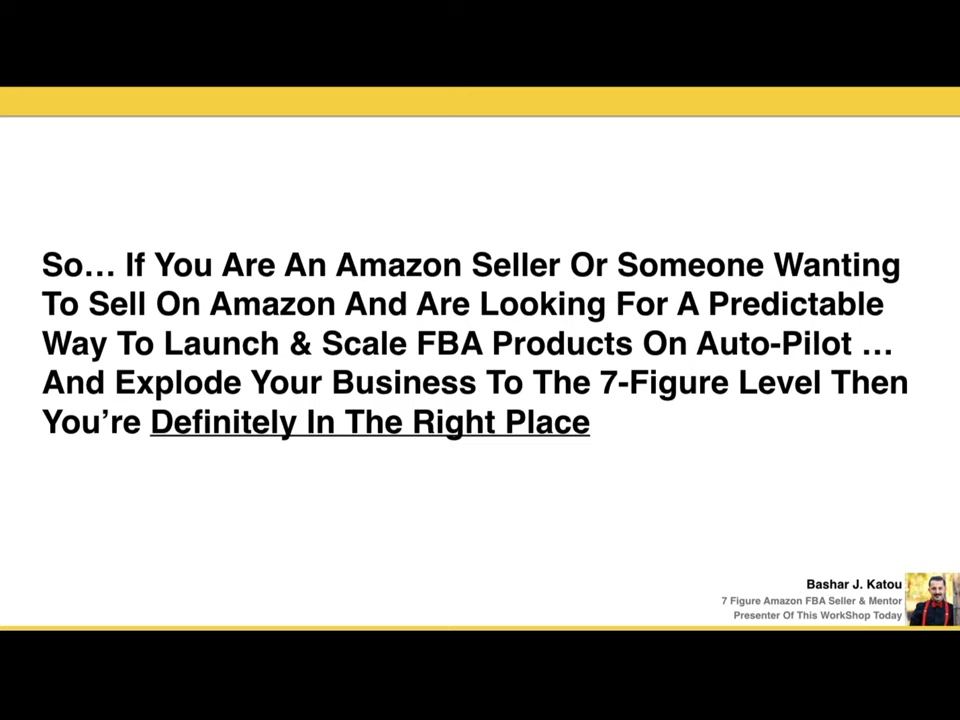 So… If You Are An Amazon Seller Or Someone Wanting
To Sell On Amazon And Are Looking For A Predictable
Way To Launch & Scale FBA Products On Auto-Pilot …
And Explode Your Business To The 7-Figure Level Then
You’re Definitely In The Right Place
Bashar J. Katou
7 Figure Amazon FBA Seller & Mentor
Presenter Of This WorkShop Today